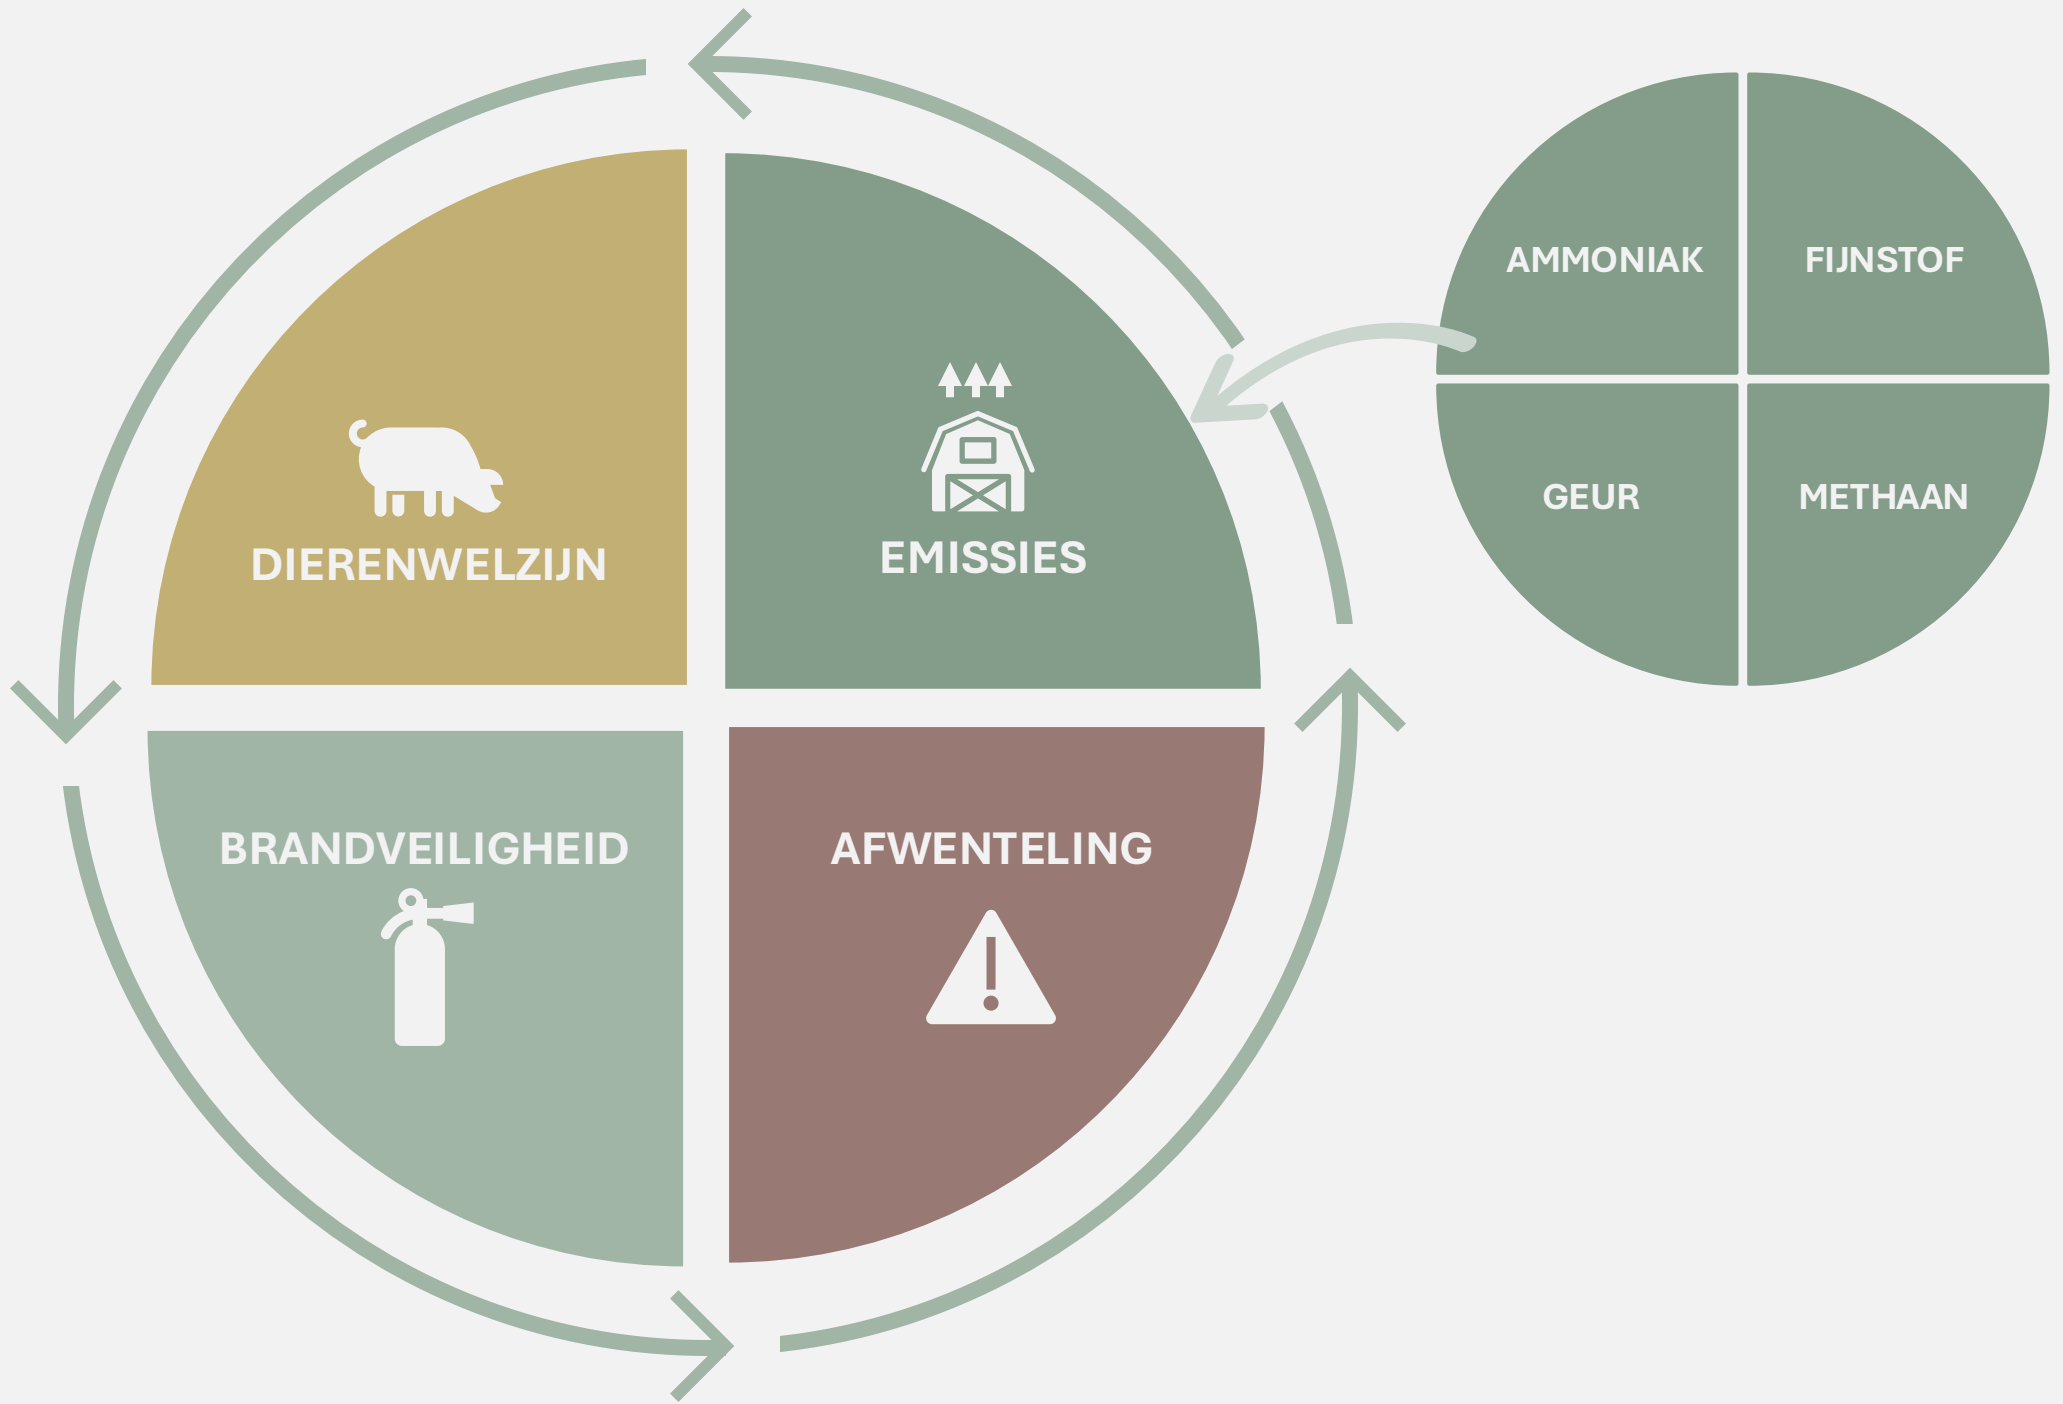 DIERENWELZIJN
EMISSIES
BRANDVEILIGHEID
AFWENTELING
AMMONIAK
FIJNSTOF
GEUR
METHAAN